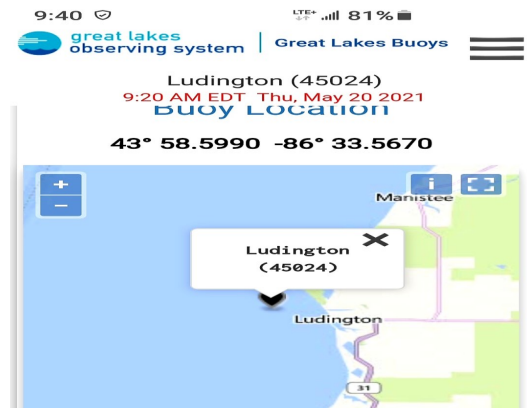 9:40 LTE+ 81%
great lakes
observing system Great Lakes Buoys
Ludington (45024)
9:20 AM EDT Thu, May 20 2021
Buoy Location
43° 58.5990 -86° 33.5670
+
i
−
Manistee
Ludington
(45024)
Ludington
31